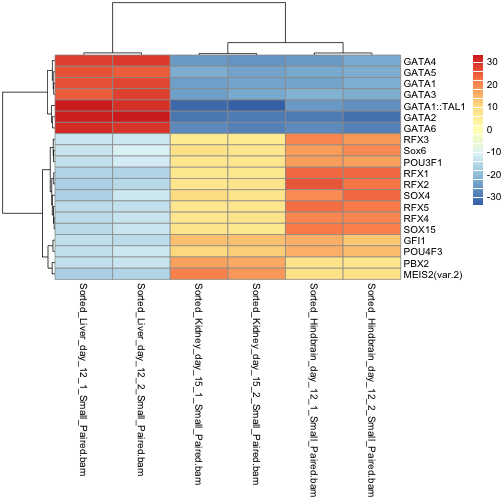 GATA4
GATA5
GATA1
GATA3
GATA1::TAL1
GATA2
GATA6
RFX3
Sox6
POU3F1
RFX1
RFX2
SOX4
RFX5
RFX4
SOX15
GFI1
POU4F3
PBX2
MEIS2(var.2)
30
20
10
0
-10
-20
-30
Sorted_Liver_day_12_1_Small_Paired.bam
Sorted_Liver_day_12_2_Small_Paired.bam
Sorted_Kidney_day_15_1_Small_Paired.bam
Sorted_Kidney_day_15_2_Small_Paired.bam
Sorted_Hindbrain_day_12_1_Small_Paired.bam
Sorted_Hindbrain_day_12_2_Small_Paired.bam